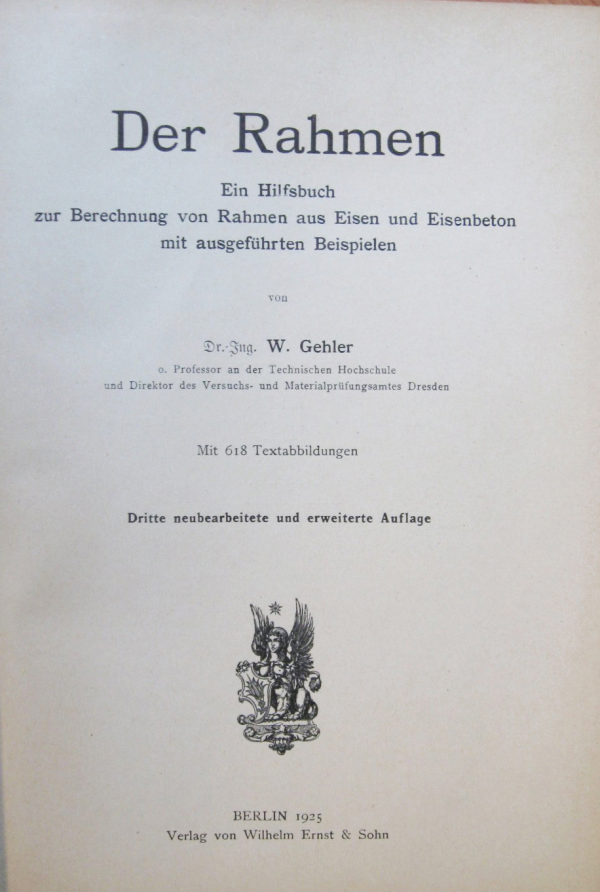 Der Rahmen
Ein Hilfsbuch
zur Berechnung von Rahmen aus Eisen und Eisenbeton
mit ausgeführten Beispielen
von
Dr.-Ing. W. Gehler
o. Professor an der Technischen Hochschule
und Direktor des Versuchs- und Materialprüfungsamtes Dresden
Mit 618 Textabbildungen
Dritte neubearbeitete und erweiterte Auflage
BERLIN 1925
Verlag von Wilhelm Ernst & Sohn